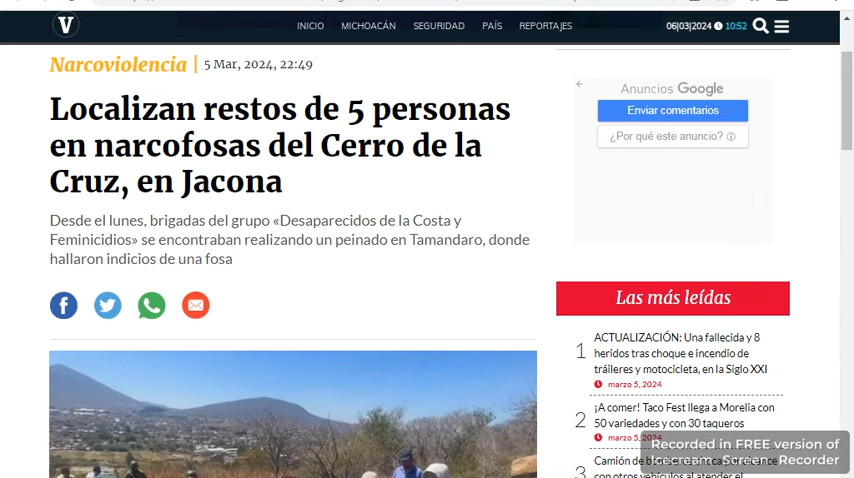 V
INICIO MICHOACÁN SEGURIDAD PAÍS REPORTAJES
06|03|2024 10:52
Narcoviolencia | 5 Mar, 2024, 22:49
Localizan restos de 5 personas
en narcofosas del Cerro de la
Cruz, en Jacona
Desde el lunes, brigadas del grupo «Desaparecidos de la Costa y
Feminicidios» se encontraban realizando un peinado en Tamandaro, donde
hallaron indicios de una fosa
Anuncios Google
Enviar comentarios
¿Por qué este anuncio?
Las más leídas
1
ACTUALIZACIÓN: Una fallecida y 8
heridos tras choque e incendio de
tráileres y motocicleta, en la Siglo XXI
marzo 5, 2024
2
¡A comer! Taco Fest llega a Morelia con
50 variedades y con 30 taqueros
marzo 5, 2024
3
Camión de
con otros vehículos al atender el
Recorded in FREE version of
Icecream Screen Recorder